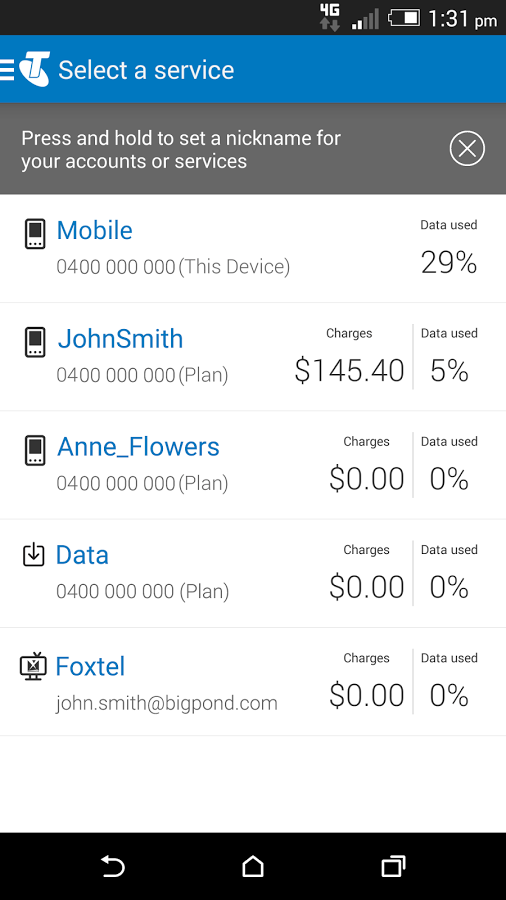 4G 1:31 pm
T Select a service
Press and hold to set a nickname for
your accounts or services
Mobile
0400 000 000 (This Device)
Data used
29%
JohnSmith
0400 000 000 (Plan)
Charges
$145.40
Data used
5%
Anne_Flowers
0400 000 000 (Plan)
Charges
$0.00
Data used
0%
Data
0400 000 000 (Plan)
Charges
$0.00
Data used
0%
Foxtel
john.smith@bigpond.com
Charges
$0.00
Data used
0%